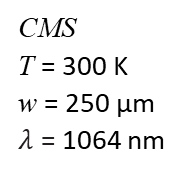 CMS
T = 300 K
w = 250 μm
λ = 1064 nm